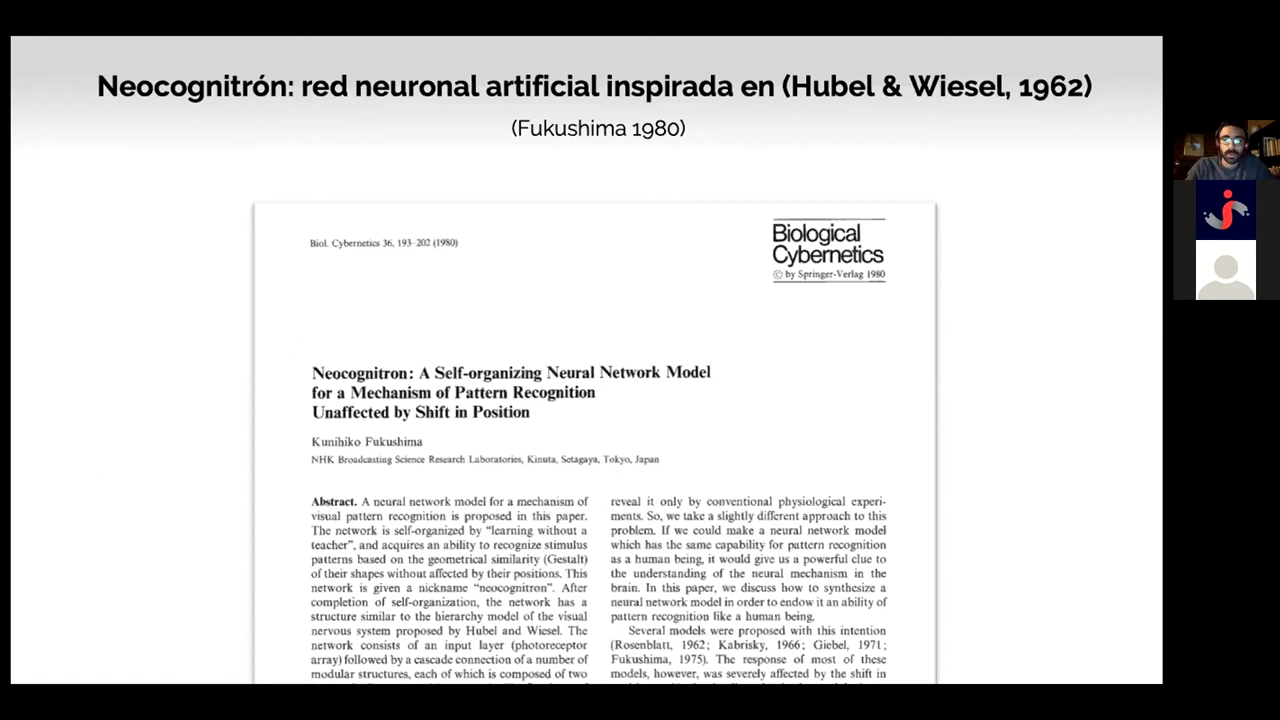 Neocognitrón: red neuronal artificial inspirada en (Hubel & Wiesel, 1962)
(Fukushima 1980)
Biol. Cybernetics 36, 193–202 (1980)
Biological
Cybernetics
© by Springer-Verlag 1980
Neocognitron: A Self-organizing Neural Network Model
for a Mechanism of Pattern Recognition
Unaffected by Shift in Position
Kunihiko Fukushima
NHK Broadcasting Science Research Laboratories, Kinuta, Setagaya, Tokyo, Japan
Abstract. A neural network model for a mechanism of
visual pattern recognition is proposed in this paper.
The network is self-organized by “learning without a
teacher”, and acquires an ability to recognize stimulus
patterns based on the geometrical similarity (Gestalt)
of their shapes without affected by their positions. This
network is given a nickname “neocognitron”. After
completion of self-organization, the network has a
structure similar to the hierarchy model of the visual
nervous system proposed by Hubel and Wiesel. The
network consists of an input layer (photoreceptor
array) followed by a cascade connection of a number of
modular structures, each of which is composed of two
reveal it only by conventional physiological experi-
ments. So, we take a slightly different approach to this
problem. If we could make a neural network model
which has the same capability for pattern recognition
as a human being, it would give us a powerful clue to
the understanding of the neural mechanism in the
brain. In this paper, we discuss how to synthesize a
neural network model in order to endow it an ability of
pattern recognition like a human being.
Several models were proposed with this intention
(Rosenblatt, 1962; Kabrisky, 1966; Giebel, 1971;
Fukushima, 1975). The response of most of these
models, however, was severely affected by the shift in